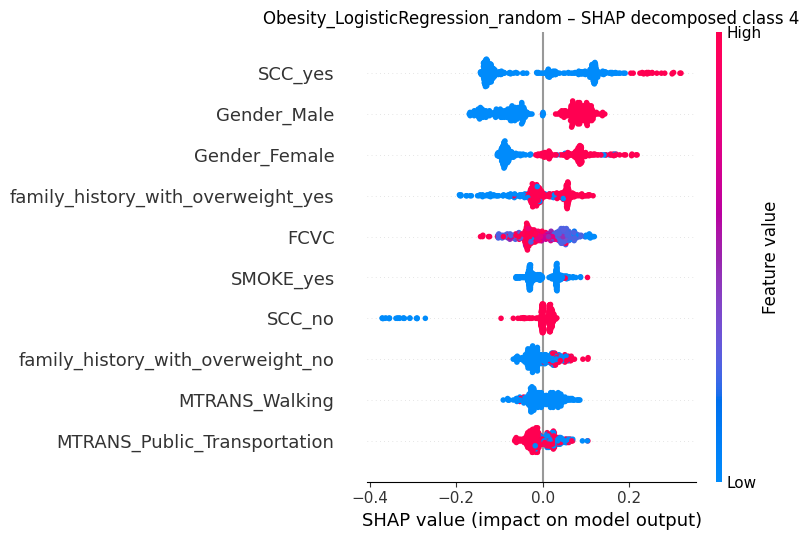 Obesity_LogisticRegression_random – SHAP decomposed class 4
High
SCC_yes
Gender_Male
Gender_Female
family_history_with_overweight_yes
FCVC
SMOKE_yes
SCC_no
family_history_with_overweight_no
MTRANS_Walking
MTRANS_Public_Transportation
Feature value
Low
−0.4 −0.2 0.0 0.2
SHAP value (impact on model output)